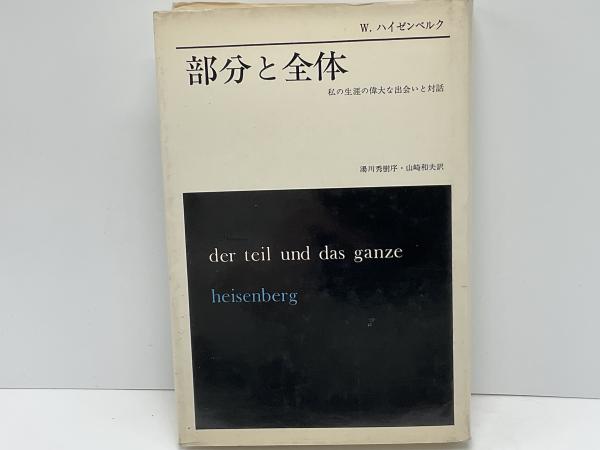 W. ハイゼンベルク
部分と全体
私の生涯の偉大な出会いと対話
湯川秀樹序・山崎和夫訳
der teil und das ganze
heisenberg